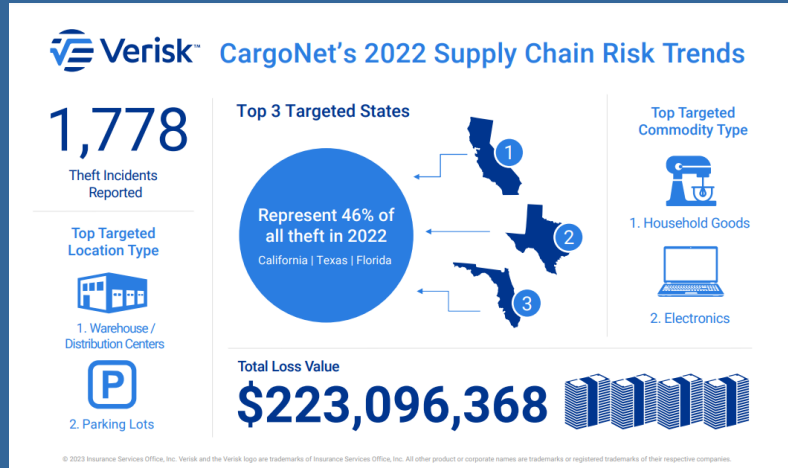 Verisk™ CargoNet's 2022 Supply Chain Risk Trends
1,778
Theft Incidents
Reported
Top Targeted
Location Type
1. Warehouse /
Distribution Centers
P
2. Parking Lots
Top 3 Targeted States
Represent 46% of
all theft in 2022
California | Texas | Florida
1
2
3
Top Targeted
Commodity Type
1. Household Goods
2. Electronics
Total Loss Value
$223,096,368
© 2023 Insurance Services Office, Inc. Verisk and the Verisk logo are trademarks of Insurance Services Office, Inc. All other product or corporate names are trademarks or registered trademarks of their respective companies.